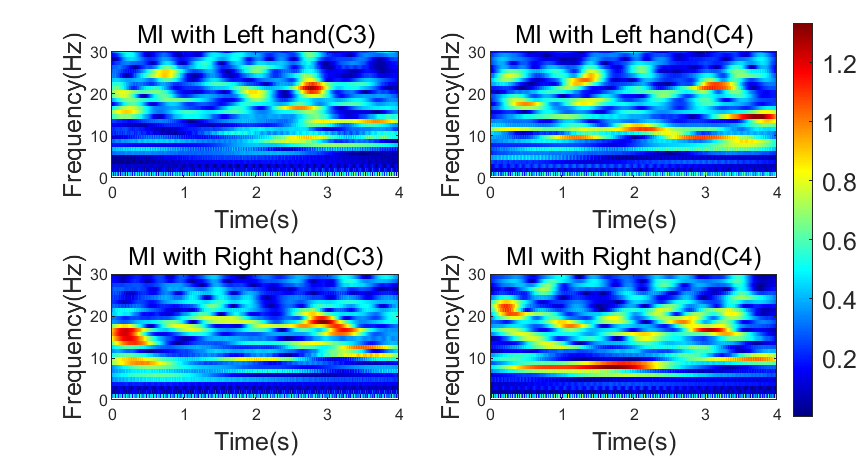 MI with Left hand(C3)
Frequency(Hz)
30
20
10
0
0 1 2 3 4
Time(s)
MI with Left hand(C4)
Frequency(Hz)
30
20
10
0
0 1 2 3 4
Time(s)
MI with Right hand(C3)
Frequency(Hz)
30
20
10
0
0 1 2 3 4
Time(s)
MI with Right hand(C4)
Frequency(Hz)
30
20
10
0
0 1 2 3 4
Time(s)
1.2
1
0.8
0.6
0.4
0.2